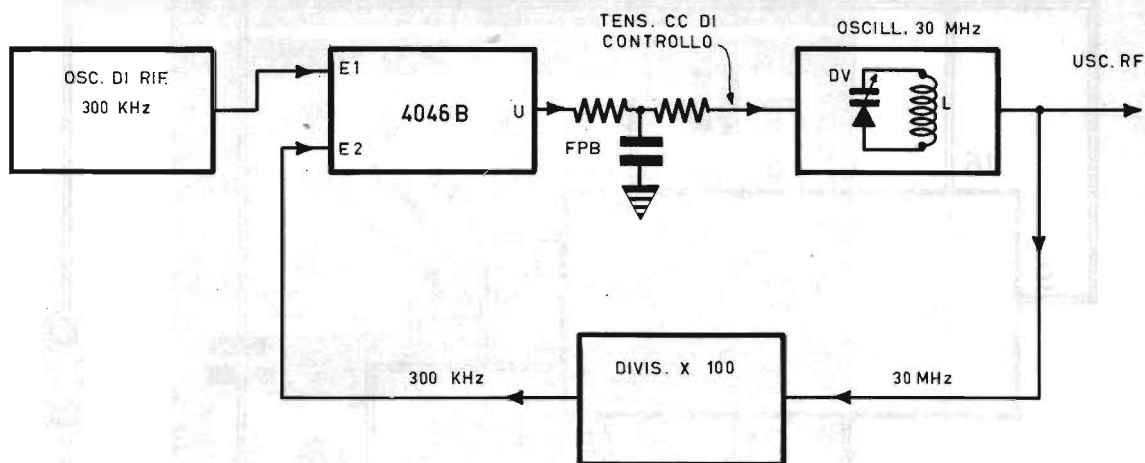 TENS. CC DI
CONTROLLO
OSCILL. 30 MHz
USC. RF
OSC. DI RIF.
300 KHz
E1
E2
4046 B
U
FPB
DV
L
DIVIS. X 100
300 KHz
30 MHz